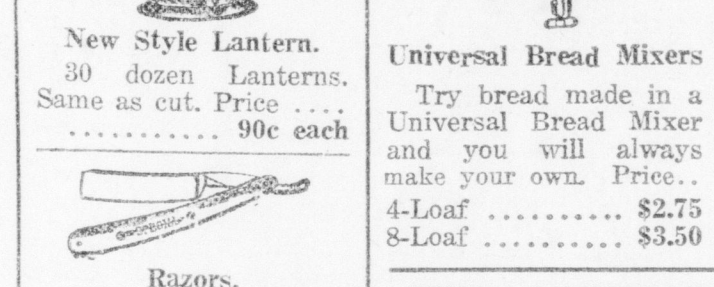 New Style Lantern.
30 dozen Lanterns.
Same as cut. Price ....
........... 90c each
Razors.
Universal Bread Mixers
Try bread made in a
Universal Bread Mixer
and you will always
make your own. Price..
4-Loaf .......... $2.75
8-Loaf .......... $3.50